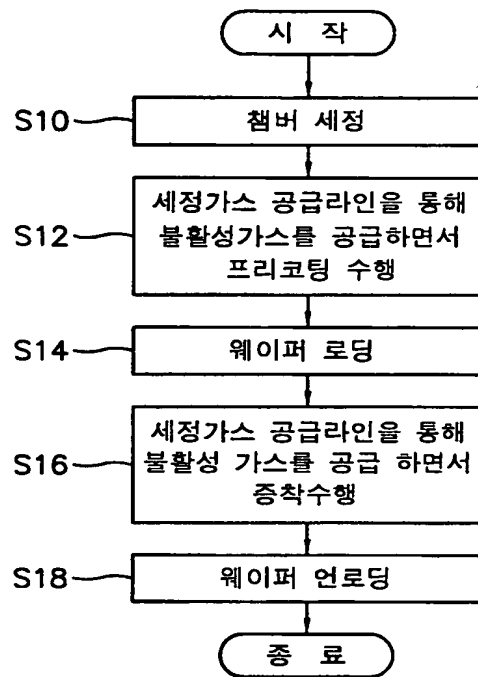 시 작
S10
챔버 세정
S12
세정가스 공급라인을 통해
불활성가스를 공급하면서
프리코팅 수행
S14
웨이퍼 로딩
S16
세정가스 공급라인을 통해
불활성 가스를 공급 하면서
증착수행
S18
웨이퍼 언로딩
종 료